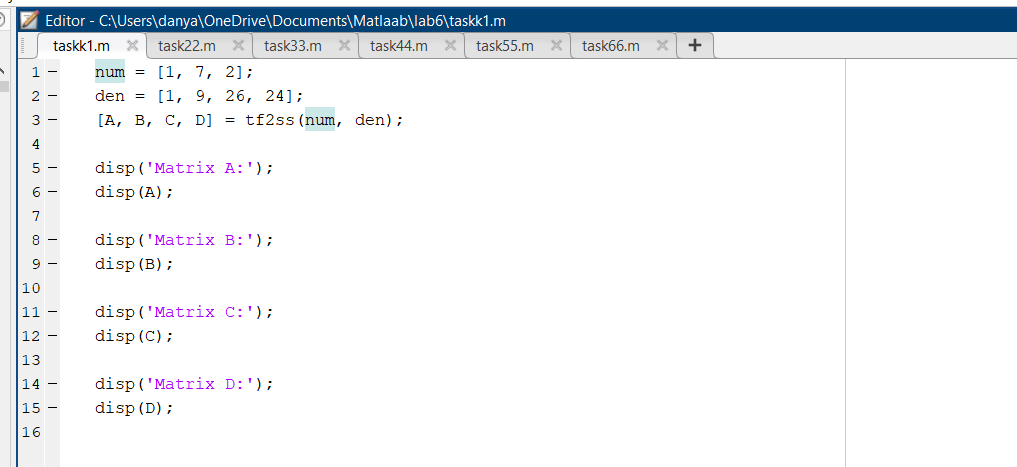 Editor - C:\Users\danya\OneDrive\Documents\Matlaab\lab6\taskk1.m
taskk1.m × task22.m × task33.m × task44.m × task55.m × task66.m × +
1 – num = [1, 7, 2];
2 – den = [1, 9, 26, 24];
3 – [A, B, C, D] = tf2ss(num, den);
4
5 – disp('Matrix A:');
6 – disp(A);
7
8 – disp('Matrix B:');
9 – disp(B);
10
11 – disp('Matrix C:');
12 – disp(C);
13
14 – disp('Matrix D:');
15 – disp(D);
16